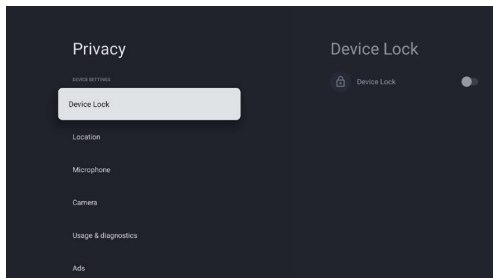 Privacy
DEVICE SETTINGS
Device Lock
Location
Microphone
Camera
Usage & diagnostics
Ads
Device Lock
Device Lock